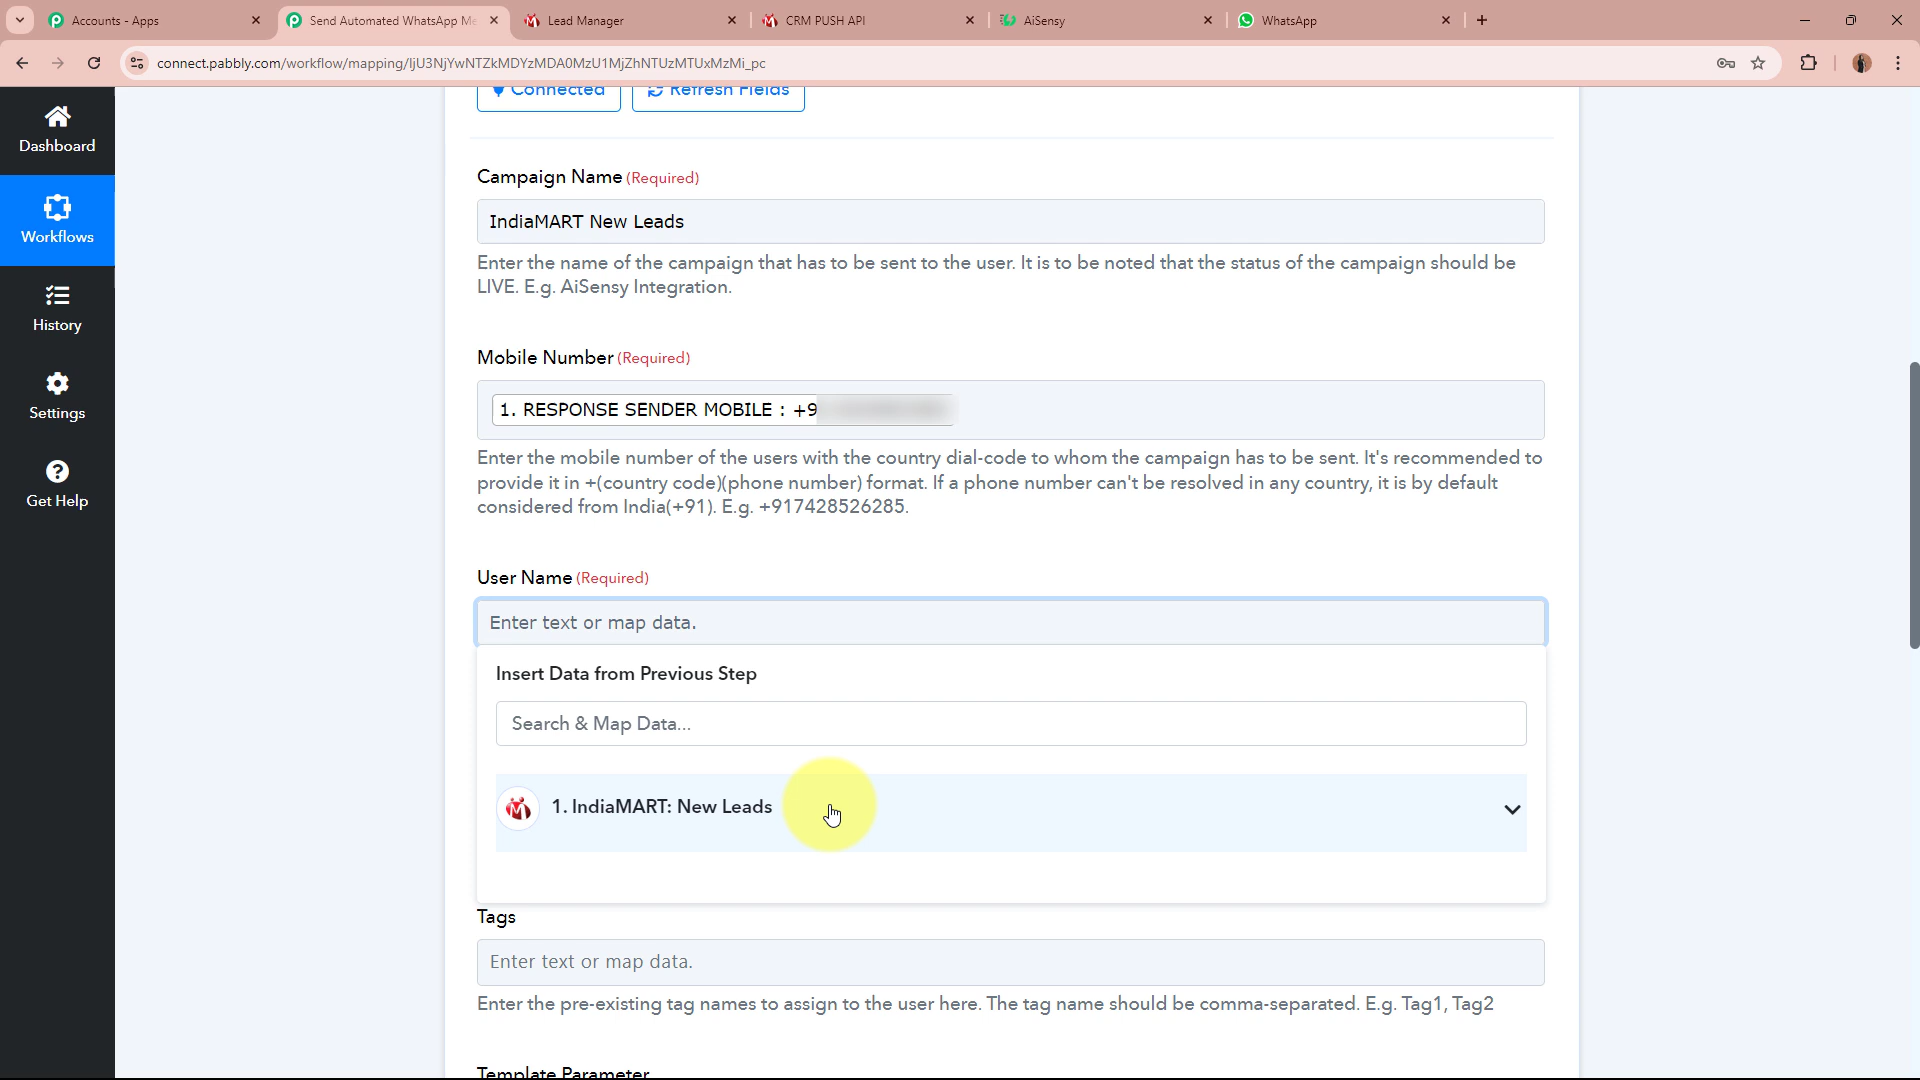 Accounts - Apps
Send Automated WhatsApp Me
Lead Manager
CRM PUSH API
AiSensy
WhatsApp
connect.pabbly.com/workflow/mapping/IjU3NjYwNTZkMDYzMDA0MzU1MjZhNTUzMTUxMzMi_pc
Dashboard
Workflows
History
Settings
Get Help
Connected
Refresh Fields
Campaign Name (Required)
IndiaMART New Leads
Enter the name of the campaign that has to be sent to the user. It is to be noted that the status of the campaign should be
LIVE. E.g. AiSensy Integration.
Mobile Number (Required)
1. RESPONSE SENDER MOBILE : +9
Enter the mobile number of the users with the country dial-code to whom the campaign has to be sent. It's recommended to
provide it in +(country code)(phone number) format. If a phone number can't be resolved in any country, it is by default
considered from India(+91). E.g. +917428526285.
User Name (Required)
Enter text or map data.
Insert Data from Previous Step
Search & Map Data...
1. IndiaMART: New Leads
Tags
Enter text or map data.
Enter the pre-existing tag names to assign to the user here. The tag name should be comma-separated. E.g. Tag1, Tag2
Template Parameter